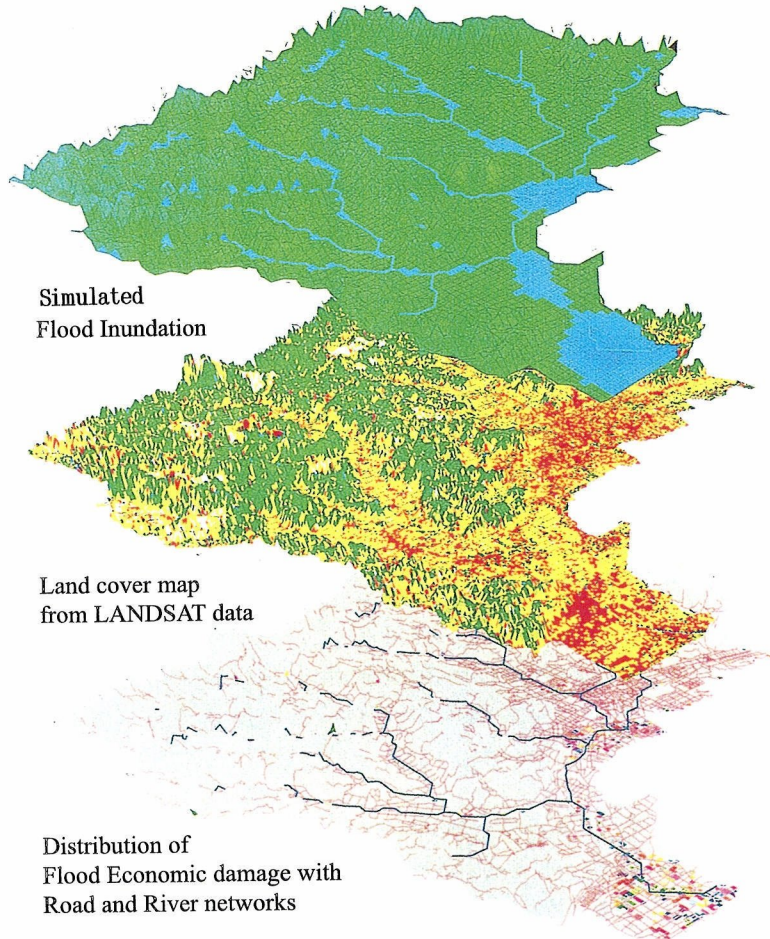 Simulated
Flood Inundation
Land cover map
from LANDSAT data
Distribution of
Flood Economic damage with
Road and River networks